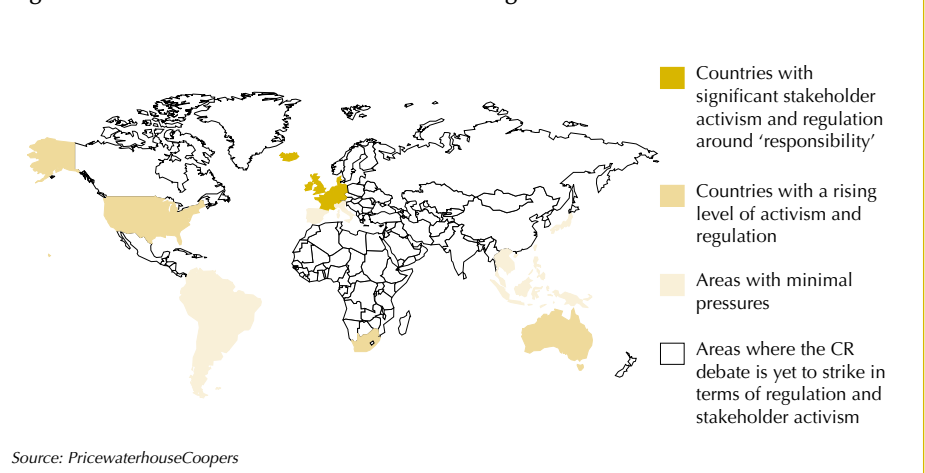 Countries with
significant stakeholder
activism and regulation
around ‘responsibility’
Countries with a rising
level of activism and
regulation
Areas with minimal
pressures
Areas where the CR
debate is yet to strike in
terms of regulation and
stakeholder activism
Source: PricewaterhouseCoopers